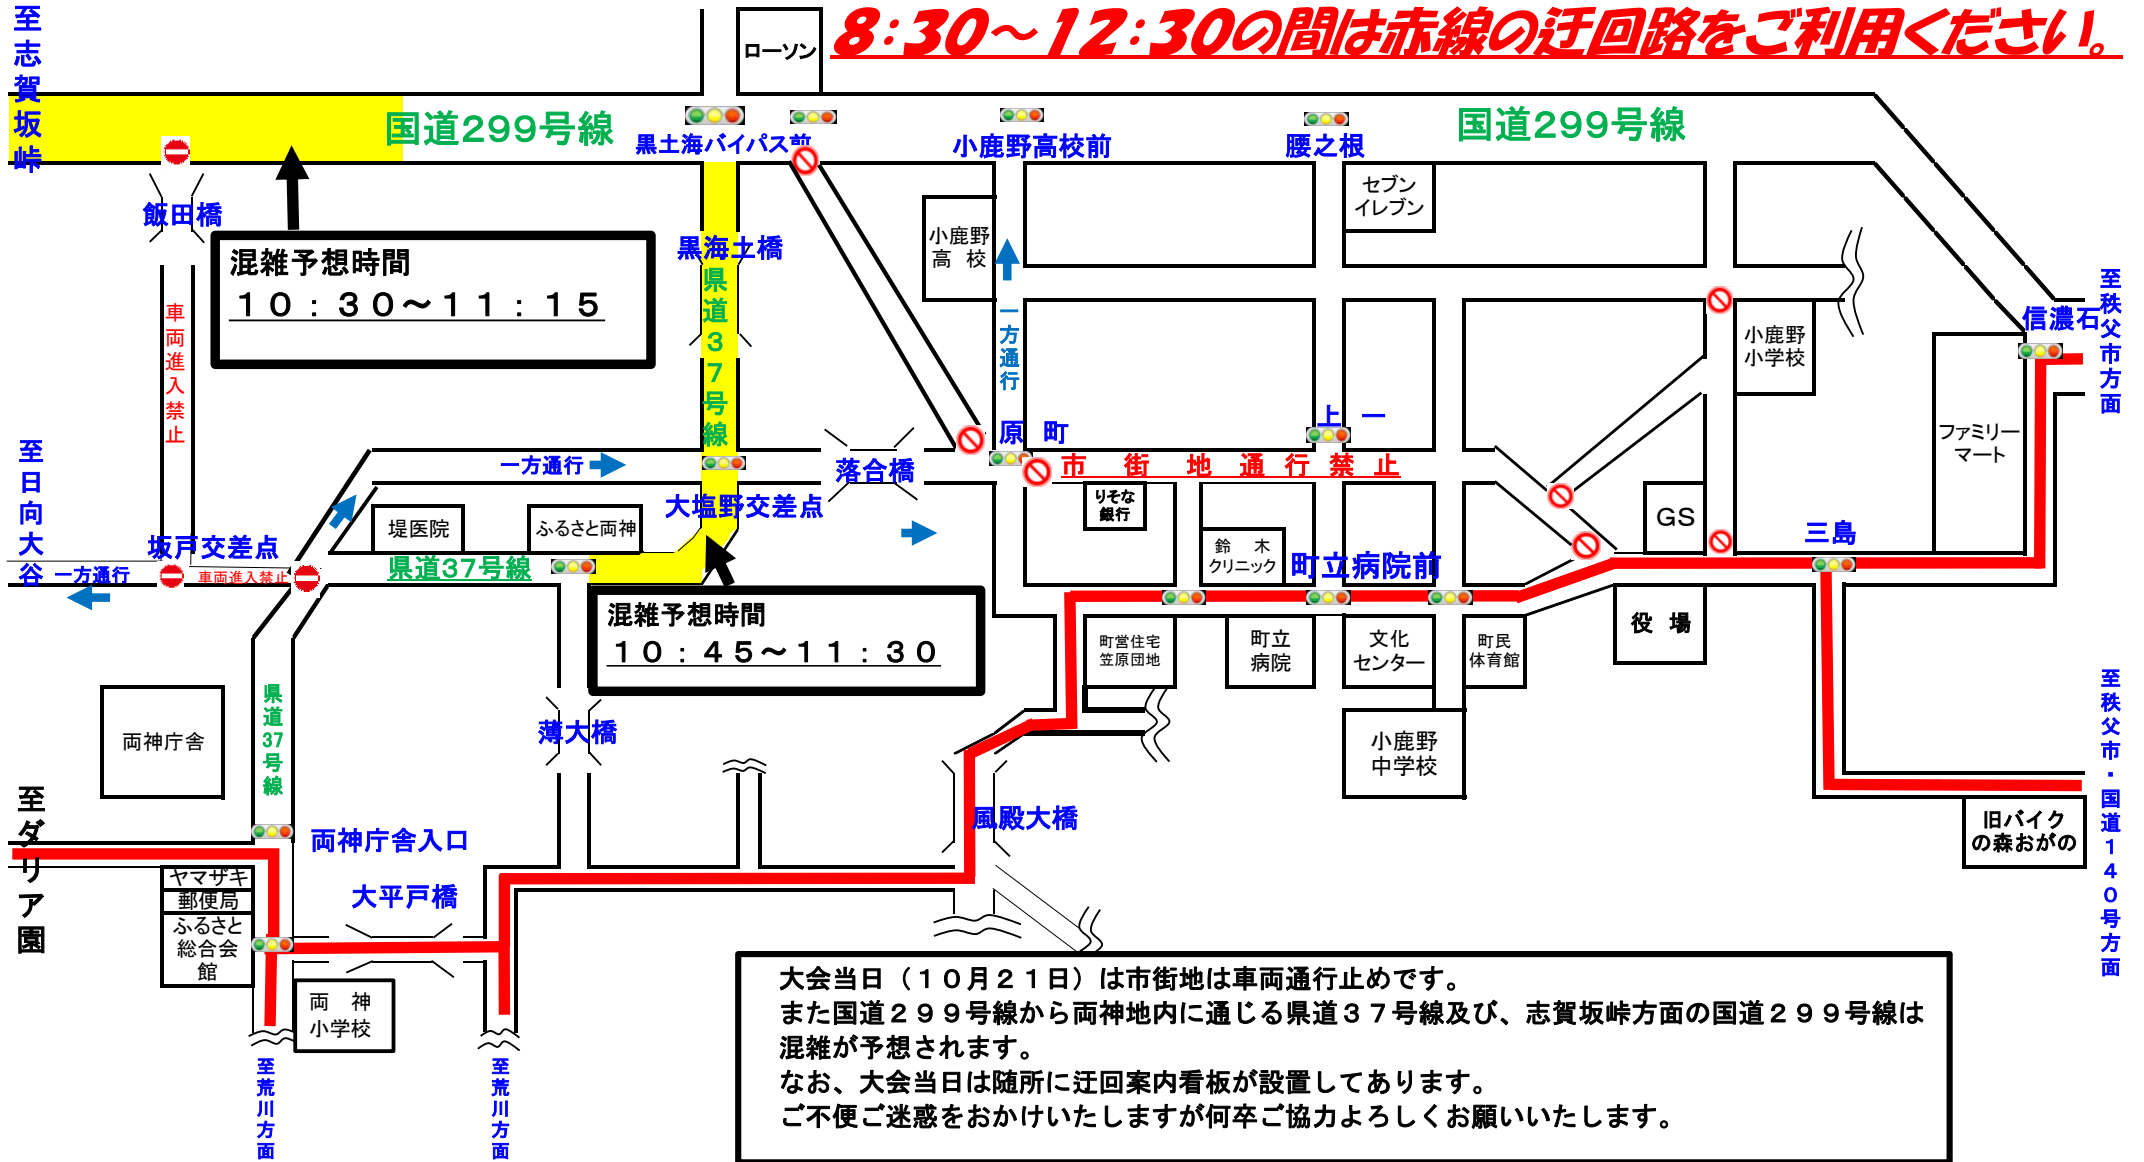 8:30～12:30の間は赤線の迂回路をご利用ください。
至志賀坂峠
ローソン
国道299号線
黒土海バイパス前
小鹿野高校前
腰之根
国道299号線
飯田橋
混雑予想時間
10:30～11:15
車両進入禁止
黒海土橋
県道37号線
小鹿野
高　校
一方通行
セブン
イレブン
小鹿野
小学校
信濃石
至秩父市方面
ファミリー
マート
至日向大谷
一方通行
落合橋
原　町
上　一
市　街　地　通　行　禁　止
堤医院
ふるさと両神
大塩野交差点
りそな
銀行
鈴　木
クリニック
町立病院前
GS
三島
坂戸交差点
一方通行
車両進入禁止
県道37号線
混雑予想時間
10:45～11:30
町営住宅
笠原団地
町立
病院
文化
センター
町民
体育館
役　場
小鹿野
中学校
両神庁舎
県道37号線
薄大橋
風殿大橋
至秩父市・国道140号方面
旧バイク
の森おがの
至ダリア園
両神庁舎入口
ヤマザキ
郵便局
ふるさと
総合会
館
大平戸橋
両　神
小学校
至荒川方面
至荒川方面
大会当日（10月21日）は市街地は車両通行止めです。
また国道299号線から両神地内に通じる県道37号線及び、志賀坂峠方面の国道299号線は
混雑が予想されます。
なお、大会当日は随所に迂回案内看板が設置してあります。
ご不便ご迷惑をおかけいたしますが何卒ご協力よろしくお願いいたします。